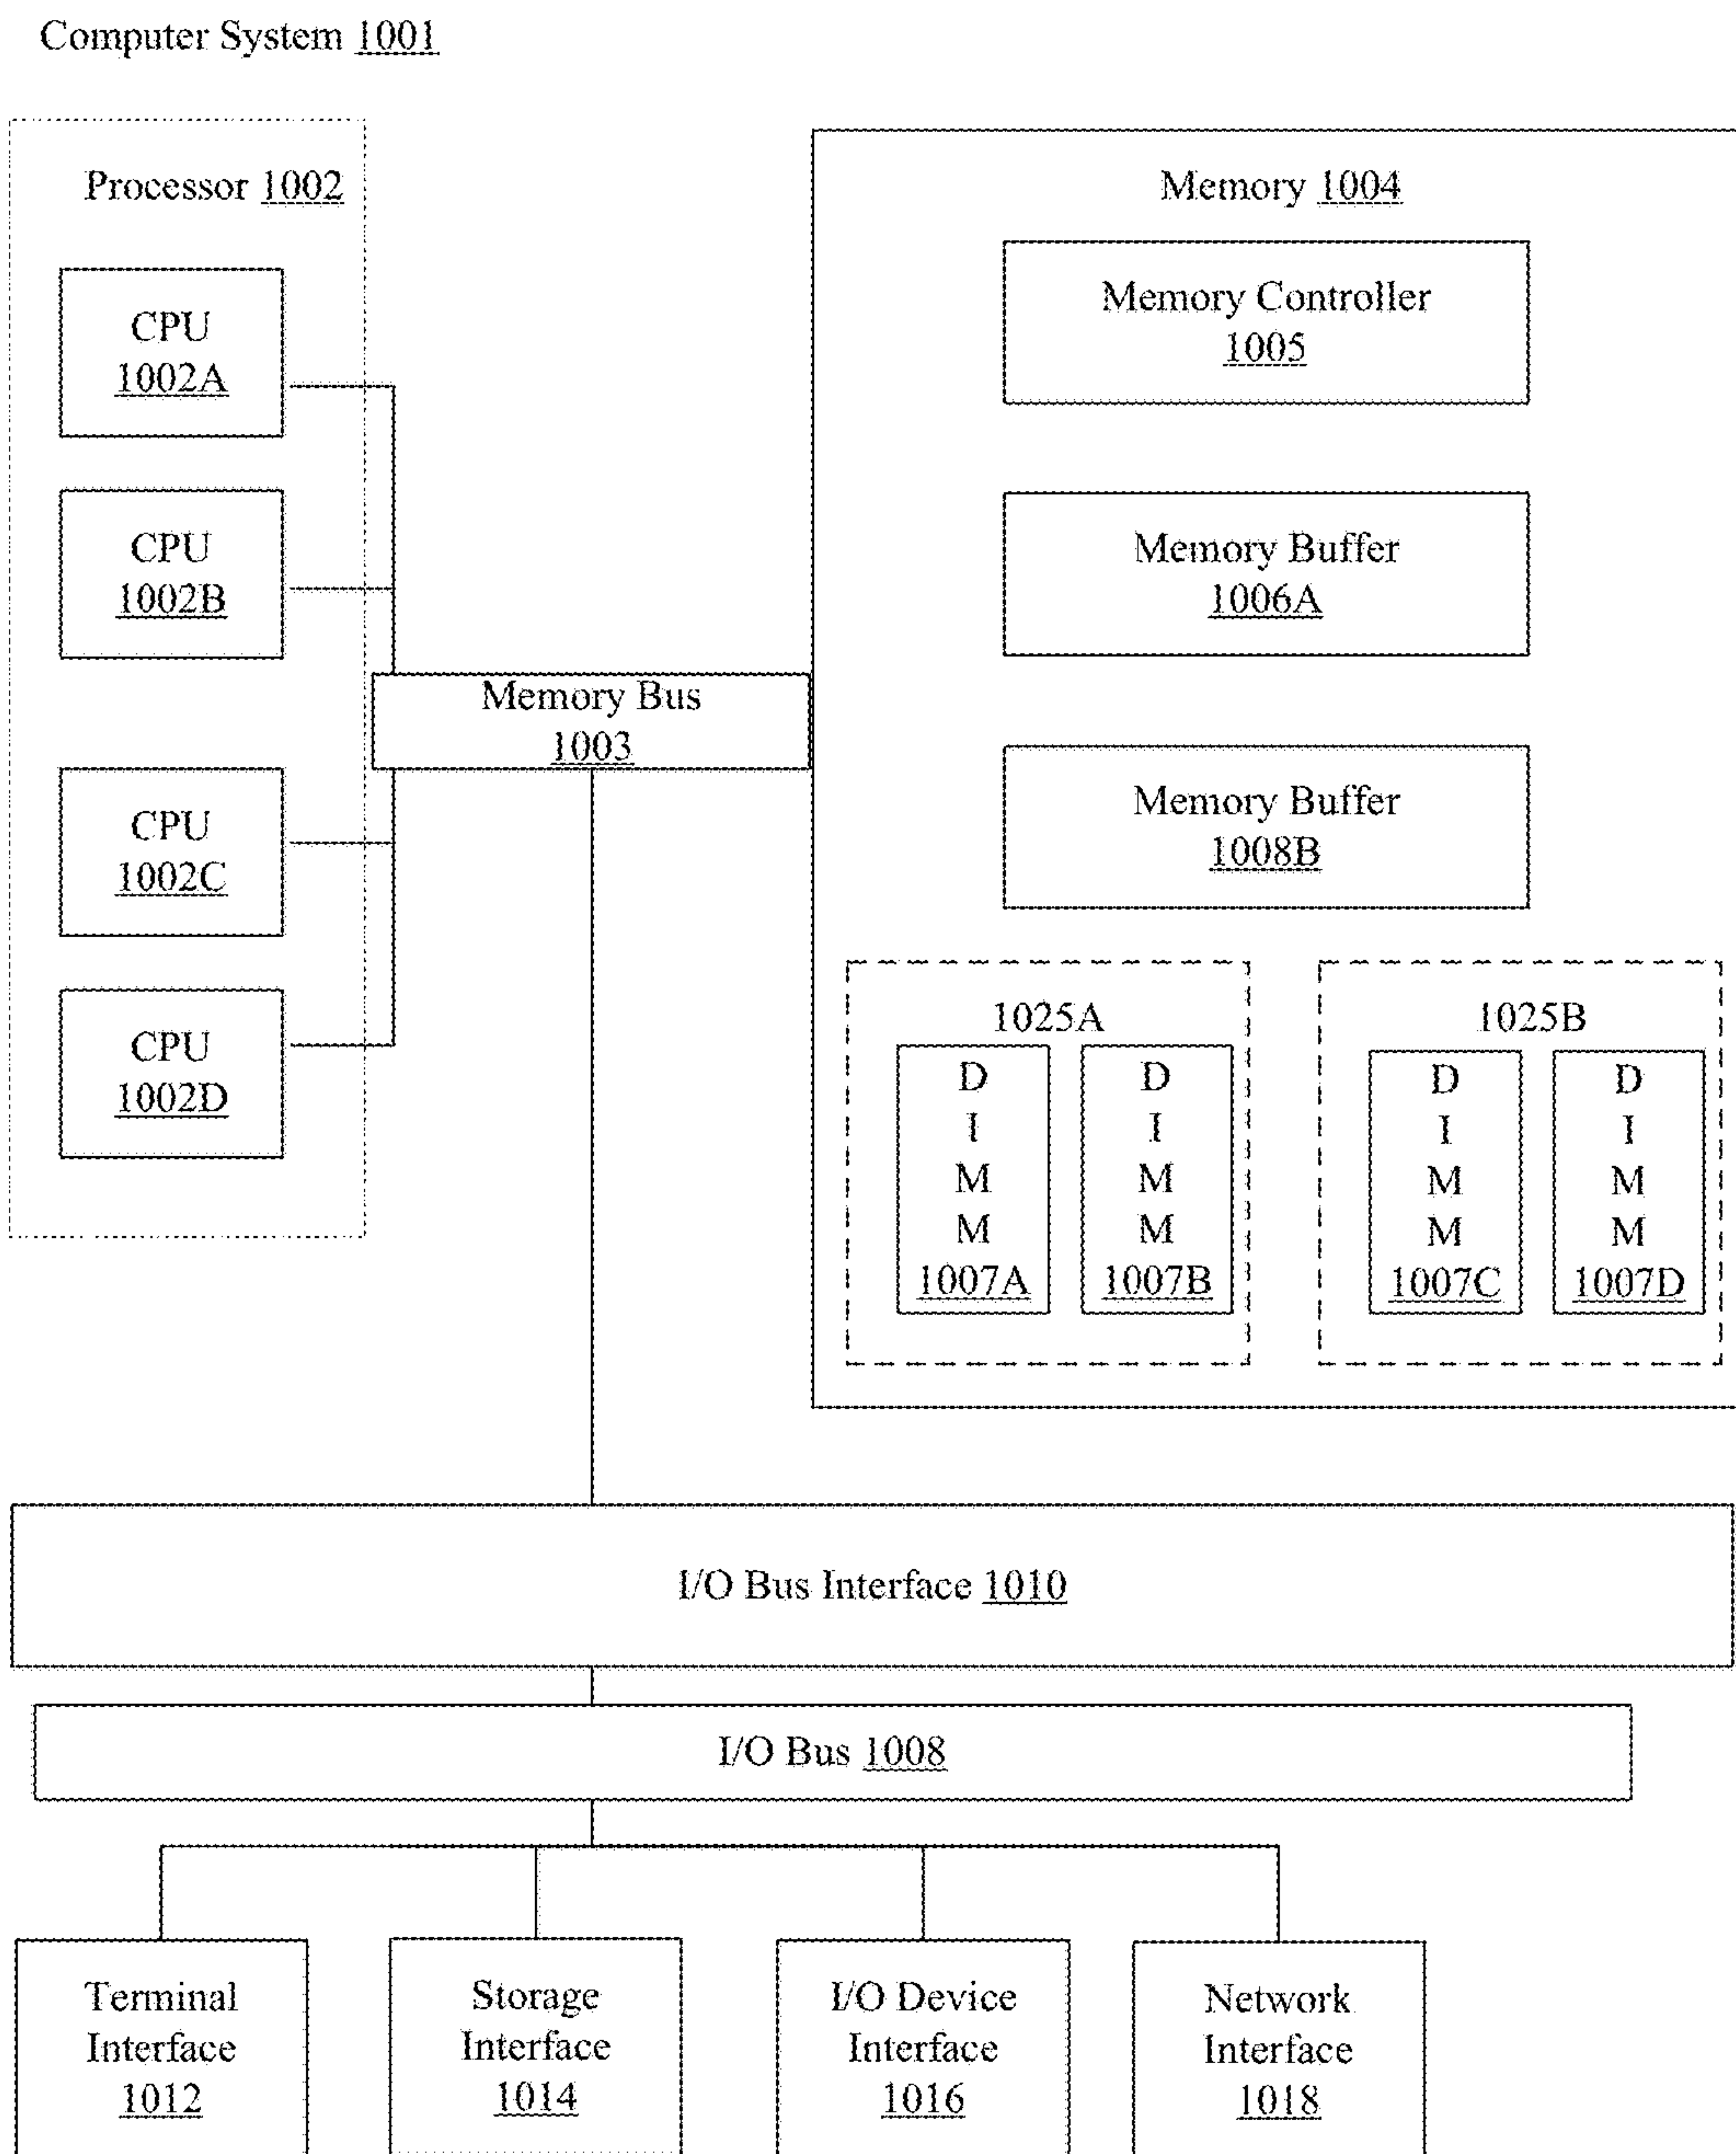 Computer System 1001
Processor 1002
CPU
1002A
CPU
1002B
CPU
1002C
CPU
1002D
Memory Bus
1003
Memory 1004
Memory Controller
1005
Memory Buffer
1006A
Memory Buffer
1008B
1025A
D
I
M
M
1007A
D
I
M
M
1007B
1025B
D
I
M
M
1007C
D
I
M
M
1007D
I/O Bus Interface 1010
I/O Bus 1008
Terminal
Interface
1012
Storage
Interface
1014
I/O Device
Interface
1016
Network
Interface
1018